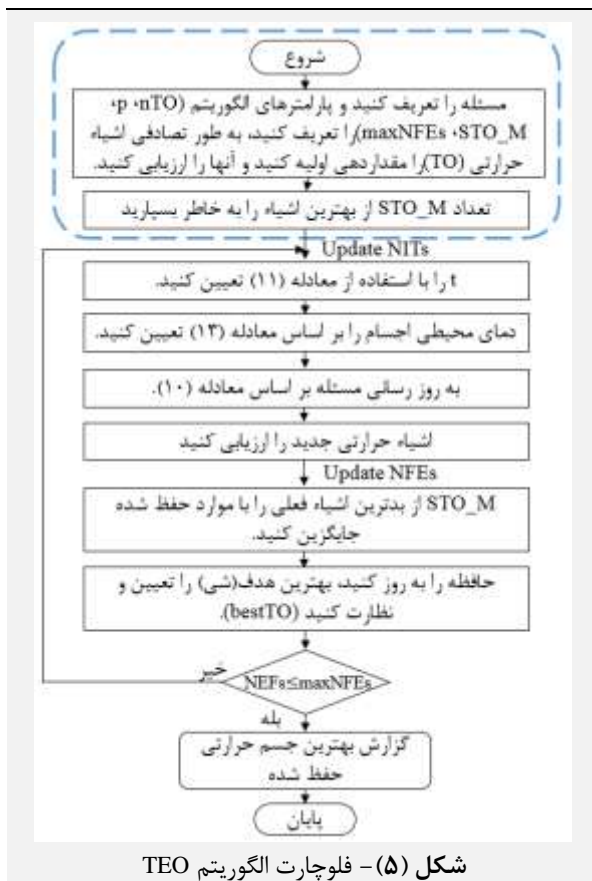 شروع
مسئله را تعریف کنید و پارامترهای الگوریتم (nTO، p،
STO_M، maxNFEs)را تعریف کنید، به طور تصادفی اشیاء
حرارتی (TO)را مقداردهی اولیه کنید و آنها را ارزیابی کنید.
تعداد STO_M از بهترین اشیاء را به خاطر بسپارید
Update NITs
t را با استفاده از معادله (۱۱) تعیین کنید.
دمای محیطی اجسام را بر اساس معادله (۱۳) تعیین کنید.
به روز رسانی مسئله بر اساس معادله (۱۰).
اشیاء حرارتی جدید را ارزیابی کنید
Update NFEs
STO_M از بدترین اشیاء فعلی را با موارد حفظ شده
جایگزین کنید.
حافظه را به روز کنید، بهترین هدف(شی) را تعیین و
نظارت کنید (bestTO).
خیر
NEFs≤maxNFEs
بله
گزارش بهترین جسم حرارتی
حفظ شده
پایان
شکل (۵)- فلوچارت الگوریتم TEO